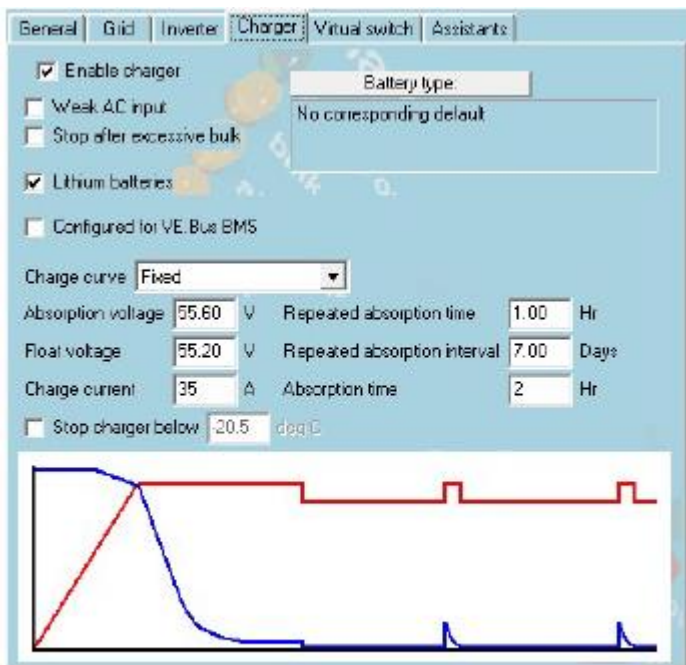 General Grid Inverter Charger Virtual switch Assistants
Enable charger
Battery type:
Weak AC input
No corresponding default
Stop after excessive bulk
Lithium batteries
Configured for VE.Bus BMS
Charge curve Fixed
Absorption voltage 55.60 V Repeated absorption time 1.00 Hr
Float voltage 55.20 V Repeated absorption interval 7.00 Days
Charge current 35 A Absorption time 2 Hr
Stop charger below -20.5 deg C